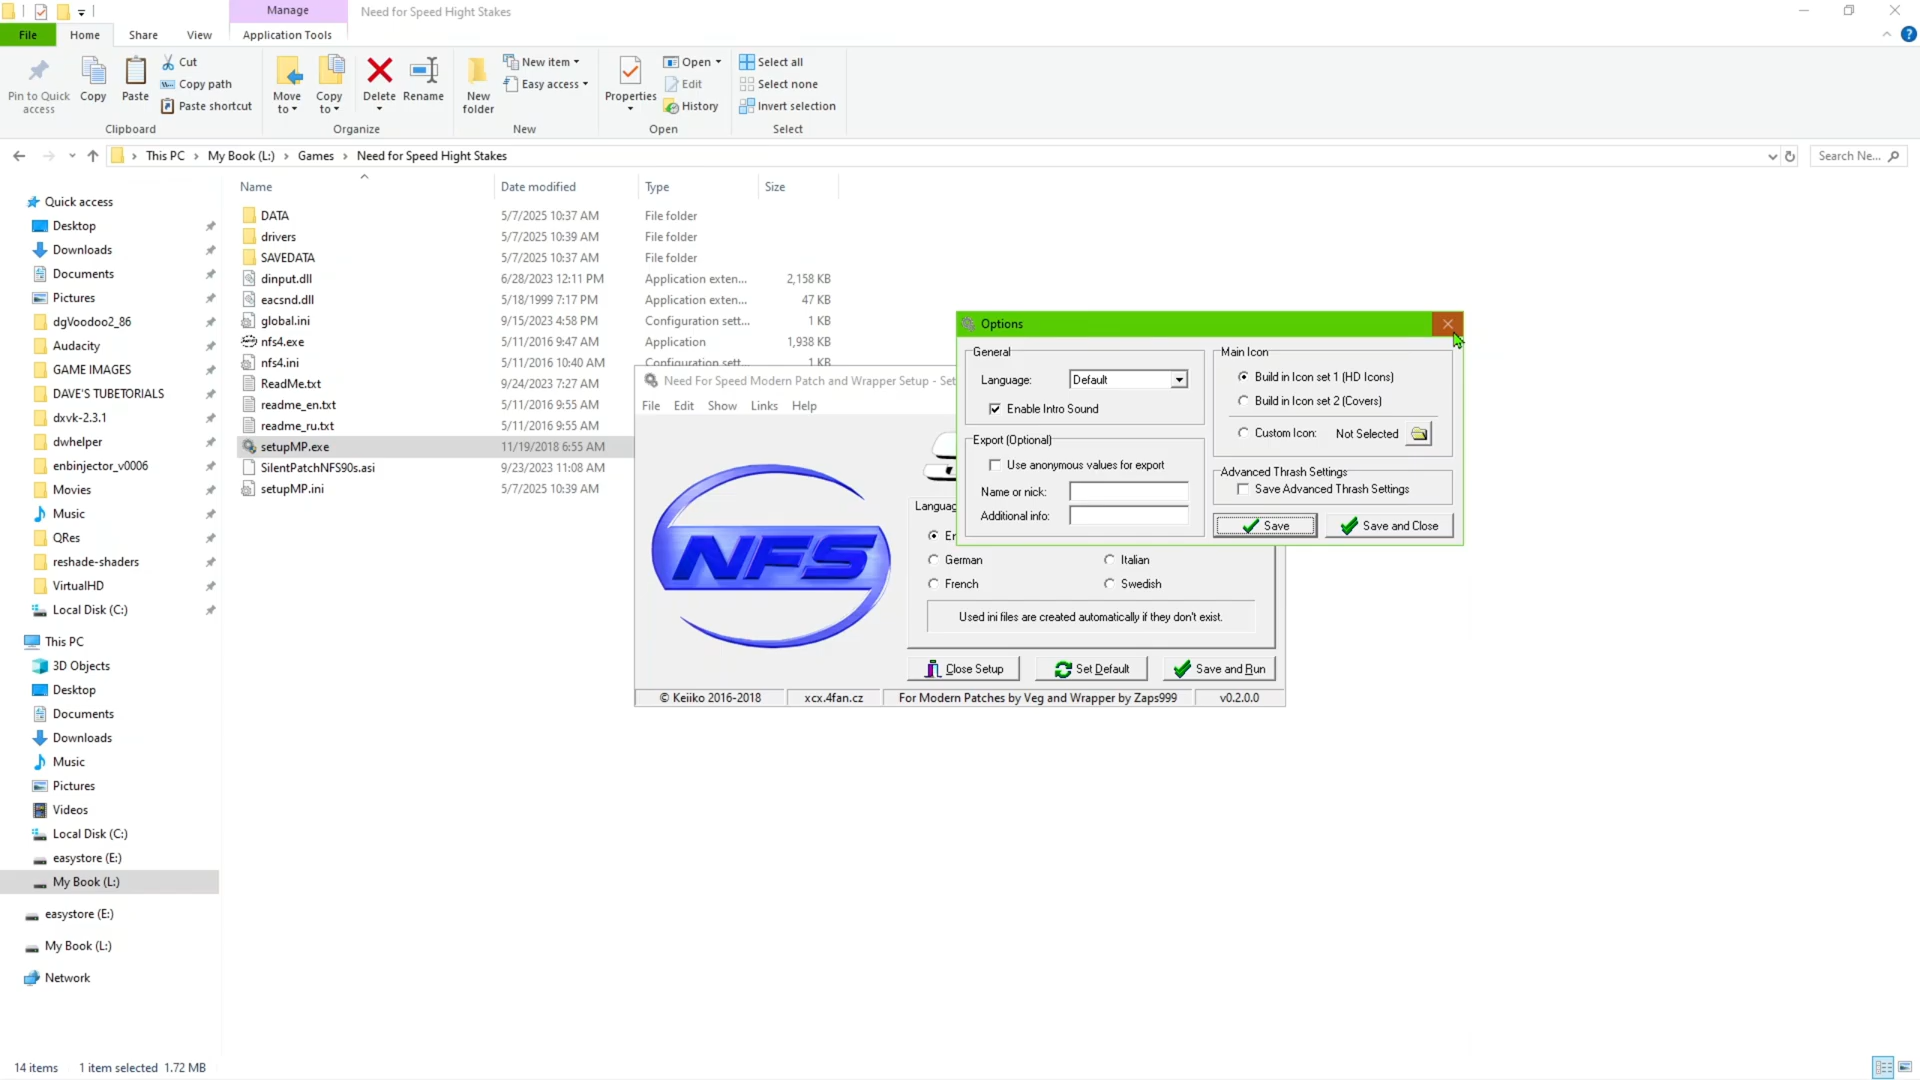 Manage
Need for Speed Hight Stakes
File
Home
Share
View
Application Tools
Pin to Quick access
Copy
Paste
Cut
Copy path
Paste shortcut
Clipboard
Move to
Copy to
Delete
Rename
Organize
New folder
New item
Easy access
New
Properties
Open
Edit
History
Open
Select all
Select none
Invert selection
Select
This PC
My Book (L:)
Games
Need for Speed Hight Stakes
Search Ne...
Name
Date modified
Type
Size
Quick access
Desktop
Downloads
Documents
Pictures
dgVoodoo2_86
Audacity
GAME IMAGES
DAVE'S TUBETORIALS
dxvk-2.3.1
dwhelper
enbinjector_v0006
Movies
Music
QRes
reshade-shaders
VirtualHD
Local Disk (C:)
This PC
3D Objects
Desktop
Documents
Downloads
Music
Pictures
Videos
Local Disk (C:)
easystore (E:)
My Book (L:)
easystore (E:)
My Book (L:)
Network
DATA 5/7/2025 10:37 AM File folder
drivers 5/7/2025 10:39 AM File folder
SAVEDATA 5/7/2025 10:37 AM File folder
dinput.dll 6/28/2023 12:11 PM Application exten... 2,158 KB
eacsnd.dll 5/18/1999 7:17 PM Application exten... 47 KB
global.ini 9/15/2023 4:58 PM Configuration sett... 1 KB
nfs4.exe 5/11/2016 9:47 AM Application 1,938 KB
nfs4.ini 5/11/2016 10:40 AM Configuration sett... 1 KB
ReadMe.txt 9/24/2023 7:27 AM
readme_en.txt 5/11/2016 9:55 AM
readme_ru.txt 5/11/2016 9:55 AM
setupMP.exe 11/19/2018 6:55 AM
SilentPatchNFS90s.asi 9/23/2023 11:08 AM
setupMP.ini 5/7/2025 10:39 AM
Need For Speed Modern Patch and Wrapper Setup - Set
File Edit Show Links Help
NFS
German
Italian
French
Swedish
Used ini files are created automatically if they don't exist.
Close Setup
Set Default
Save and Run
© Keiiko 2016-2018
xcx.4fan.cz
For Modern Patches by Veg and Wrapper by Zaps999
v0.2.0.0
Options
General
Language:
Default
Enable Intro Sound
Export (Optional)
Use anonymous values for export
Name or nick:
Additional info:
Main Icon
Build in Icon set 1 (HD Icons)
Build in Icon set 2 (Covers)
Custom Icon: Not Selected
Advanced Thrash Settings
Save Advanced Thrash Settings
Save
Save and Close
14 items
1 item selected 1.72 MB